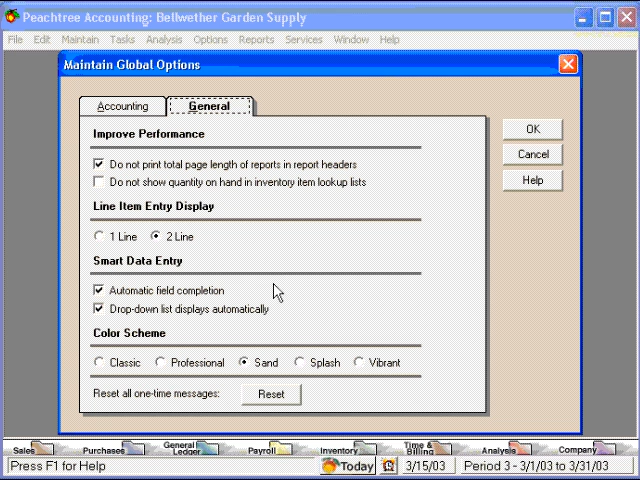 Peachtree Accounting: Bellwether Garden Supply
File Edit Maintain Tasks Analysis Options Reports Services Window Help
Maintain Global Options
Accounting General
Improve Performance
Do not print total page length of reports in report headers
Do not show quantity on hand in inventory item lookup lists
Line Item Entry Display
1 Line 2 Line
Smart Data Entry
Automatic field completion
Drop-down list displays automatically
Color Scheme
Classic Professional Sand Splash Vibrant
Reset all one-time messages: Reset
OK
Cancel
Help
Sales Purchases General Ledger Payroll Inventory Time & Billing Analysis Company
Press F1 for Help Today 3/15/03 Period 3 - 3/1/03 to 3/31/03